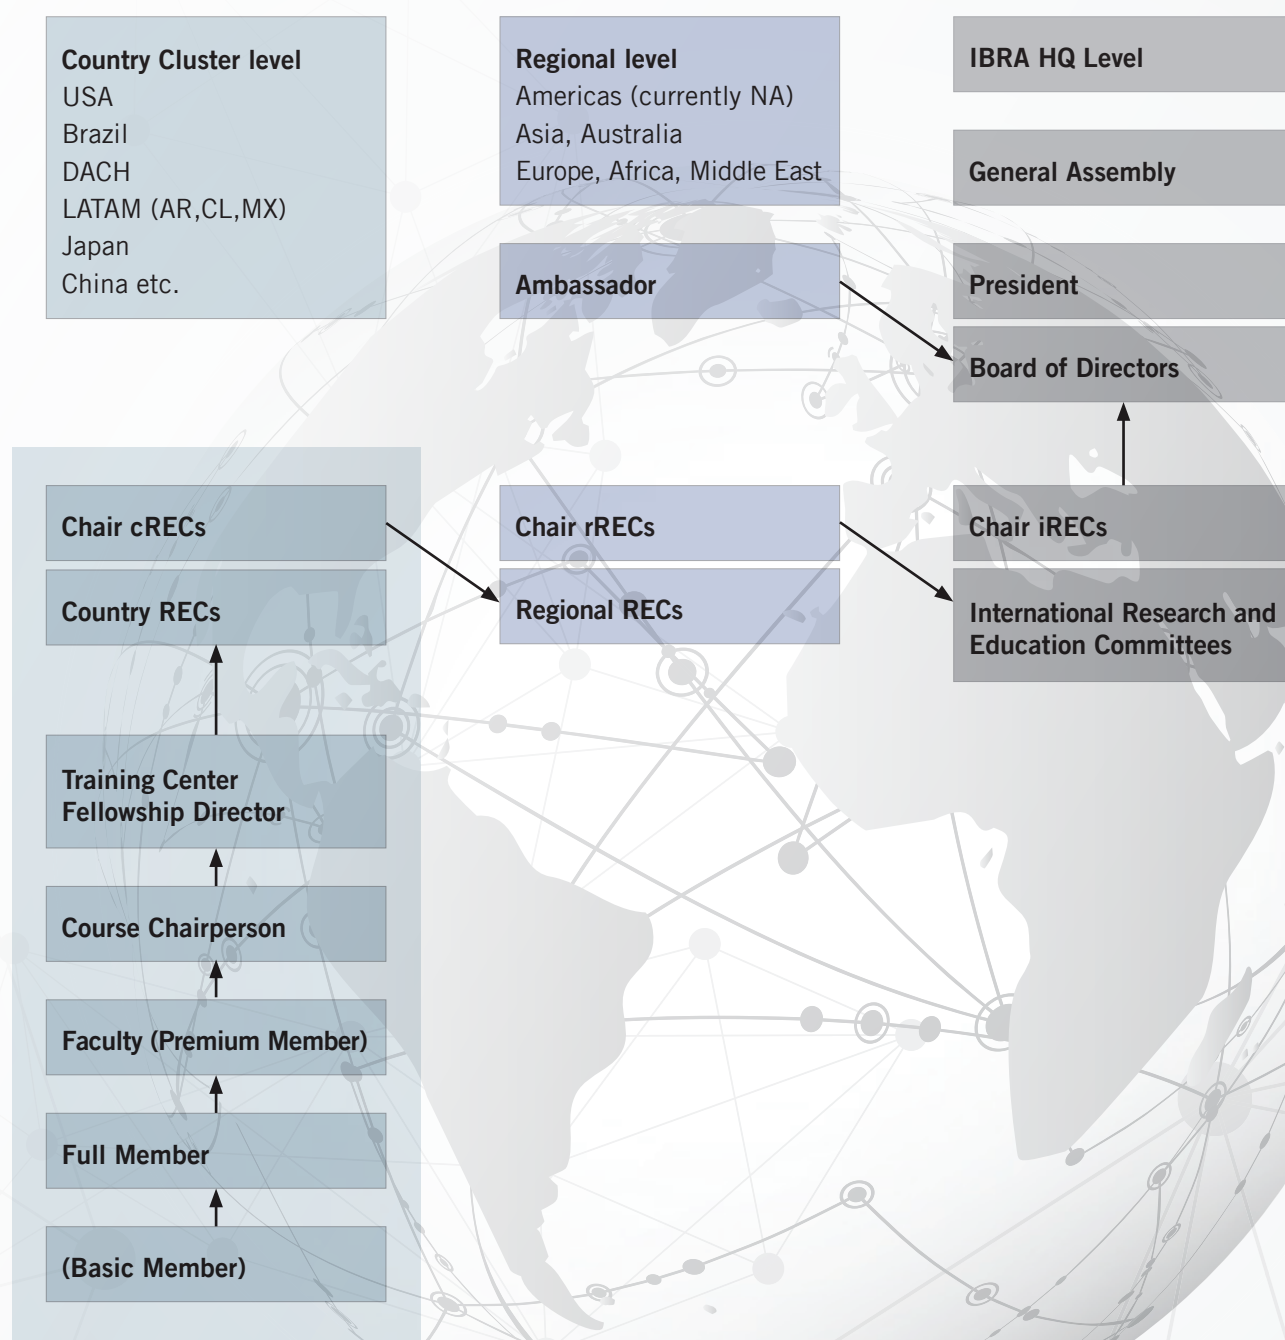 Country Cluster level
USA
Brazil
DACH
LATAM (AR,CL,MX)
Japan
China etc.
Regional level
Americas (currently NA)
Asia, Australia
Europe, Africa, Middle East
IBRA HQ Level
General Assembly
Ambassador
President
Board of Directors
Chair cRECs
Chair rRECs
Chair iRECs
Country RECs
Regional RECs
International Research and
Education Committees
Training Center
Fellowship Director
Course Chairperson
Faculty (Premium Member)
Full Member
(Basic Member)